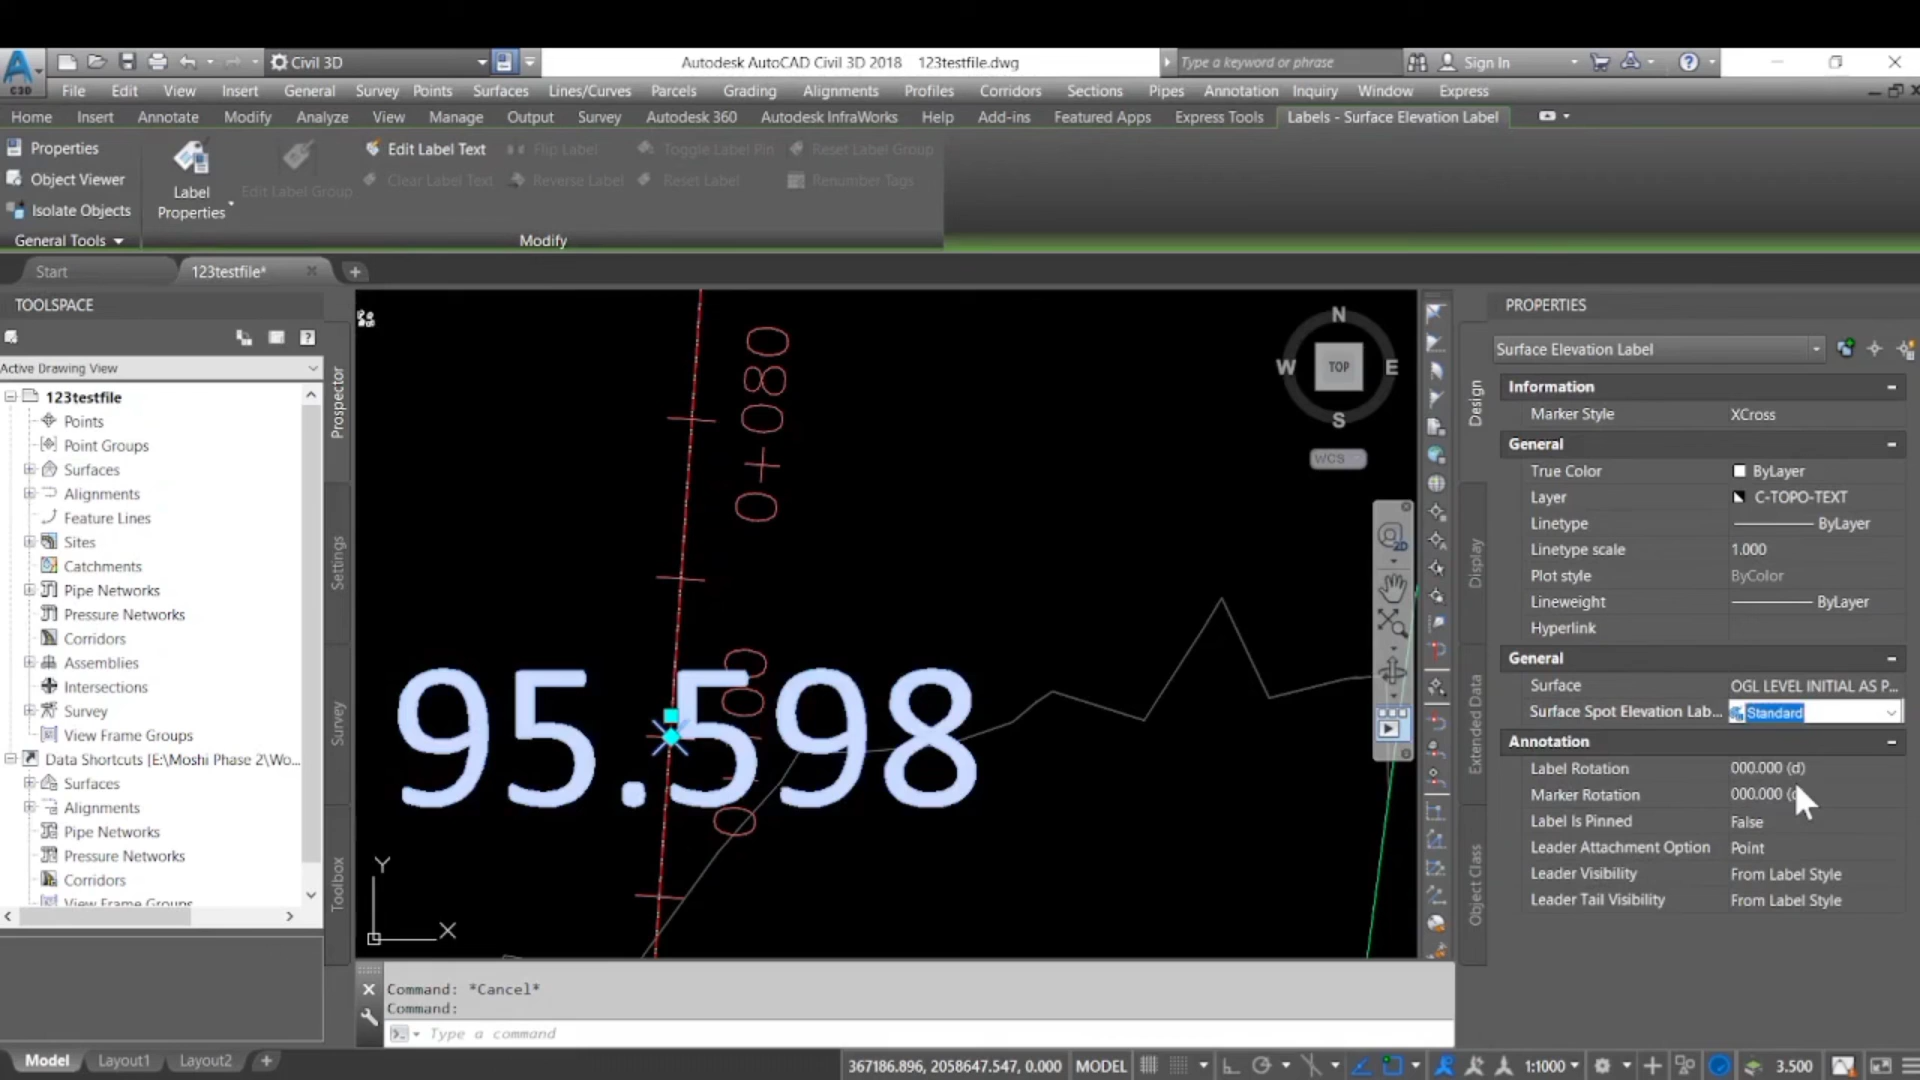 C3D
Civil 3D
Autodesk AutoCAD Civil 3D 2018 123testfile.dwg
Type a keyword or phrase
Sign In
File Edit View Insert General Survey Points Surfaces Lines/Curves Parcels Grading Alignments Profiles Corridors Sections Pipes Annotation Inquiry Window Express
Home Insert Annotate Modify Analyze View Manage Output Survey Autodesk 360 Autodesk InfraWorks Help Add-ins Featured Apps Express Tools Labels - Surface Elevation Label
Properties
Object Viewer
Isolate Objects
General Tools
Label
Properties
Edit Label Group
Edit Label Text
Clear Label Text
Flip Label
Reverse Label
Toggle Label Pin
Reset Label
Reset Label Group
Renumber Tags
Modify
Start
123testfile*
TOOLSPACE
Active Drawing View
123testfile
Points
Point Groups
Surfaces
Alignments
Feature Lines
Sites
Catchments
Pipe Networks
Pressure Networks
Corridors
Assemblies
Intersections
Survey
View Frame Groups
Data Shortcuts [E:\Moshi Phase 2\Wo...
Surfaces
Alignments
Pipe Networks
Pressure Networks
Corridors
View Frame Groups
Prospector
Settings
Survey
Toolbox
0+080
95.598
N
W
TOP
E
S
WCS
2D
Y
X
Command: *Cancel*
Command:
Type a command
PROPERTIES
Surface Elevation Label
Design
Display
Extended Data
Object Class
Information
Marker Style XCross
General
True Color ByLayer
Layer C-TOPO-TEXT
Linetype ByLayer
Linetype scale 1.000
Plot style ByColor
Lineweight ByLayer
Hyperlink
General
Surface OGL LEVEL INITIAL AS P...
Surface Spot Elevation Lab... Standard
Annotation
Label Rotation 000.000 (d)
Marker Rotation 000.000 (d
Label Is Pinned False
Leader Attachment Option Point
Leader Visibility From Label Style
Leader Tail Visibility From Label Style
Model Layout1 Layout2
367186.896, 2058647.547, 0.000 MODEL 1:1000 3.500